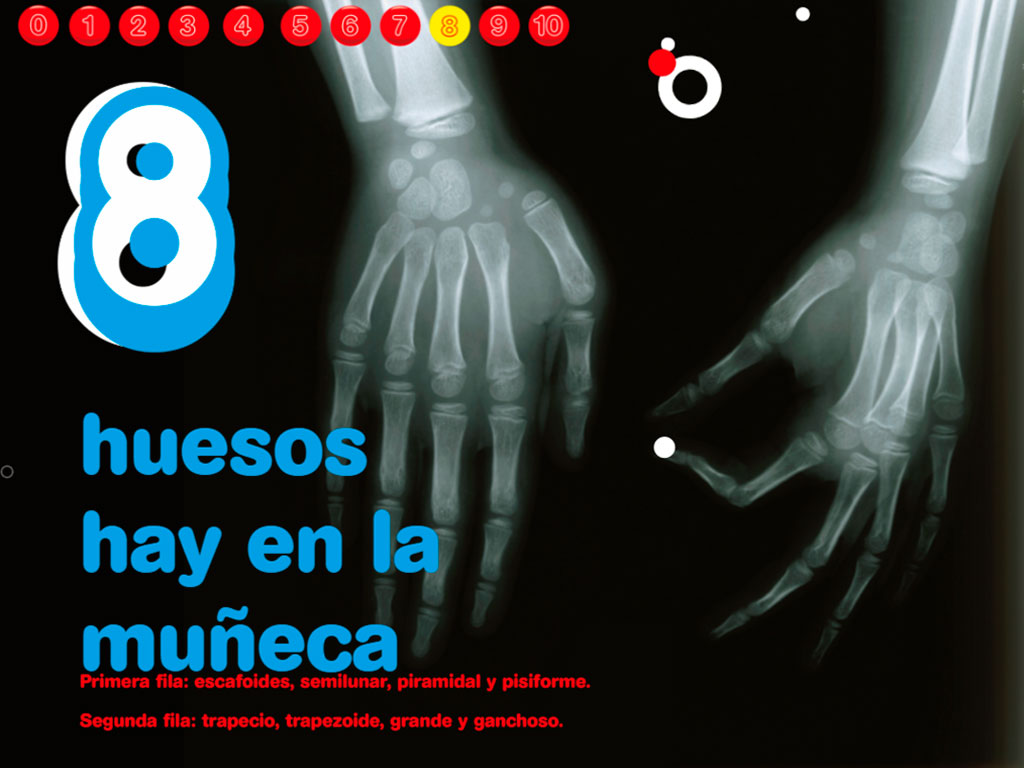 0 1 2 3 4 5 6 7 8 9 10
8
huesos
hay en la
muñeca
Primera fila: escafoides, semilunar, piramidal y pisiforme.
Segunda fila: trapecio, trapezoide, grande y ganchoso.